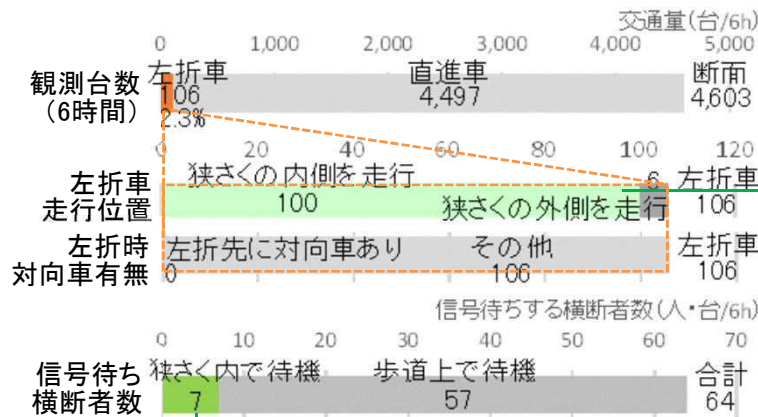 交通量(台/6h)
0 1,000 2,000 3,000 4,000 5,000
観測台数
(6時間)
左折車 直進車 断面
106 4,497 4,603
2.3%
0 20 40 60 80 100 120
左折車
走行位置
狭さくの内側を走行 6 左折車
100 狭さくの外側を走行 106
左折時
対向車有無
左折先に対向車あり その他 左折車
0 106 106
信号待ちする横断者数(人・台/6h)
0 10 20 30 40 50 60 70
信号待ち
横断者数
狭さく内で待機 歩道上で待機 合計
7 57 64